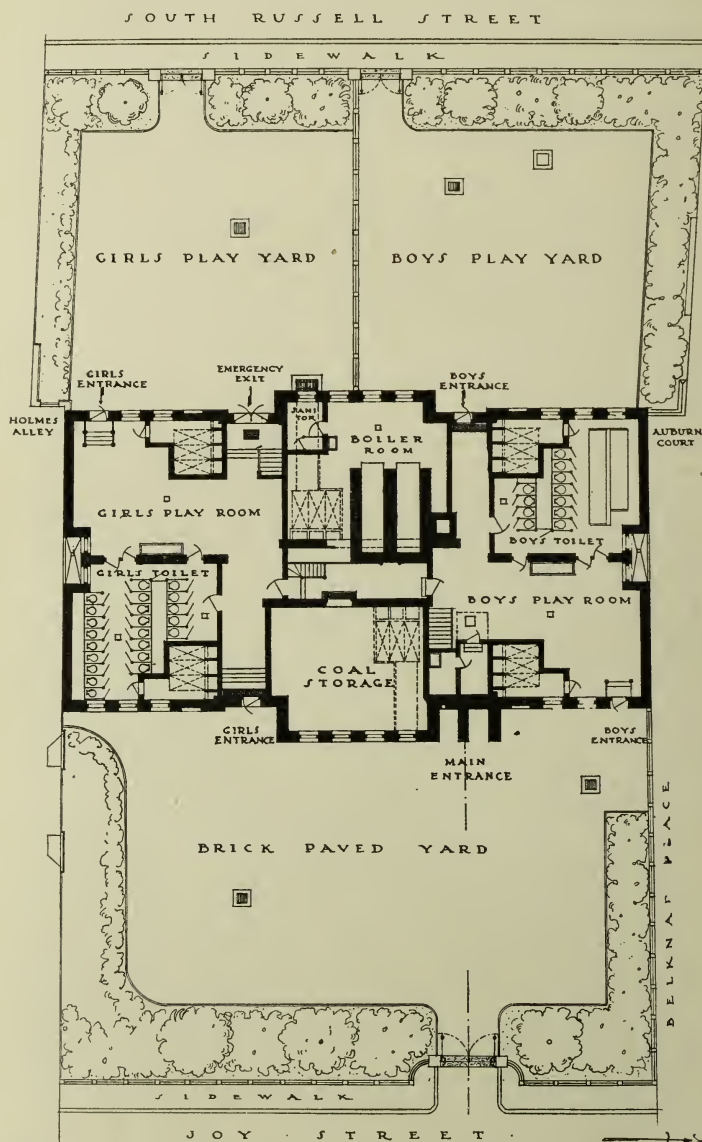 SOUTH RUSSELL STREET
SIDEWALK
GIRLS PLAY YARD
BOYS PLAY YARD
GIRLS
ENTRANCE
EMERGENCY
EXIT
BOYS
ENTRANCE
HOLMES
ALLEY
JANI
TOR
BOILER
ROOM
AUBURN
COURT
GIRLS PLAY ROOM
BOYS TOILET
GIRLS TOILET
BOYS PLAY ROOM
COAL
STORAGE
GIRLS
ENTRANCE
MAIN
ENTRANCE
BOYS
ENTRANCE
BRICK PAVED YARD
BELKNAP PLACE
SIDEWALK
JOY · STREET ·